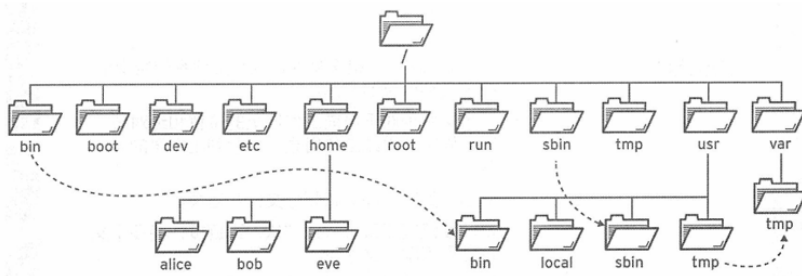 /
bin boot dev etc home root run sbin tmp usr var
tmp
alice bob eve bin local sbin tmp